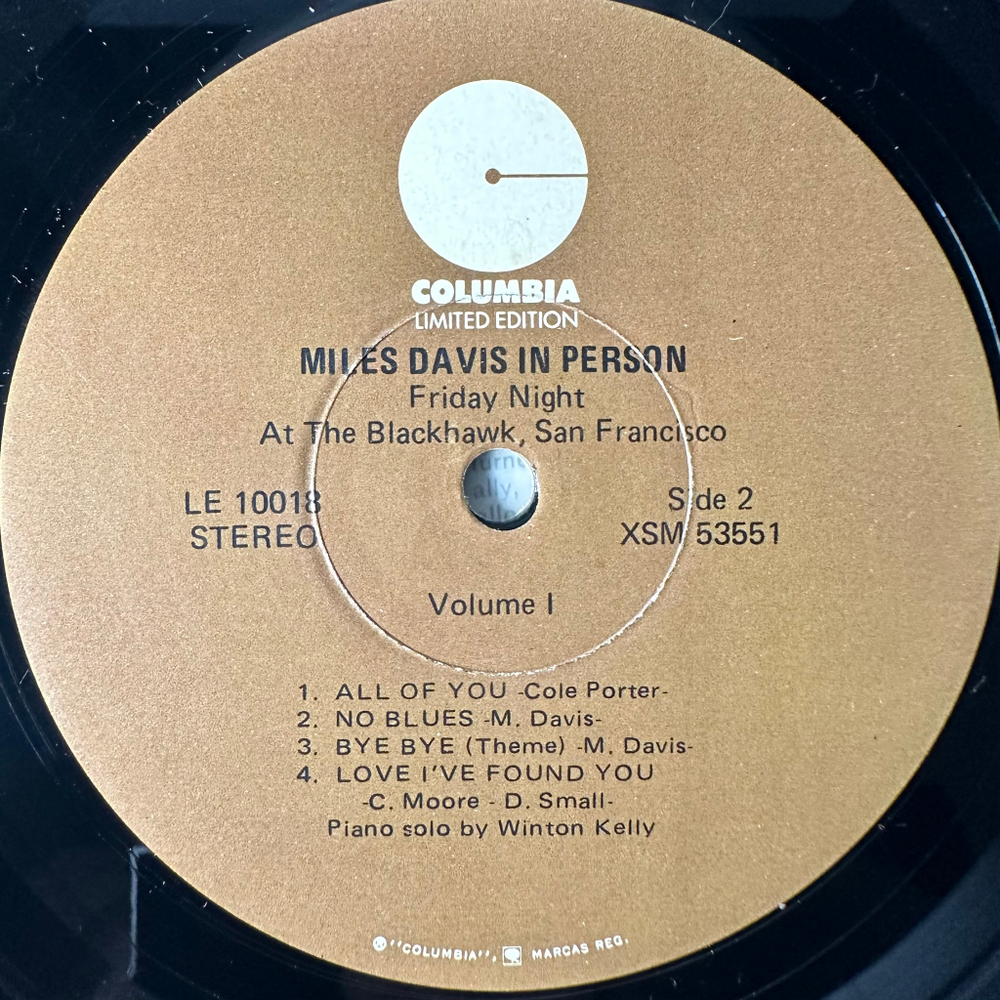 COLUMBIA
LIMITED EDITION
MILES DAVIS IN PERSON
Friday Night
At The Blackhawk, San Francisco
LE 10018
STEREO
Side 2
XSM 53551
Volume I
1. ALL OF YOU -Cole Porter-
2. NO BLUES -M. Davis-
3. BYE BYE (Theme) -M. Davis-
4. LOVE I'VE FOUND YOU
-C. Moore - D. Small-
Piano solo by Winton Kelly
"COLUMBIA", MARCAS REG.